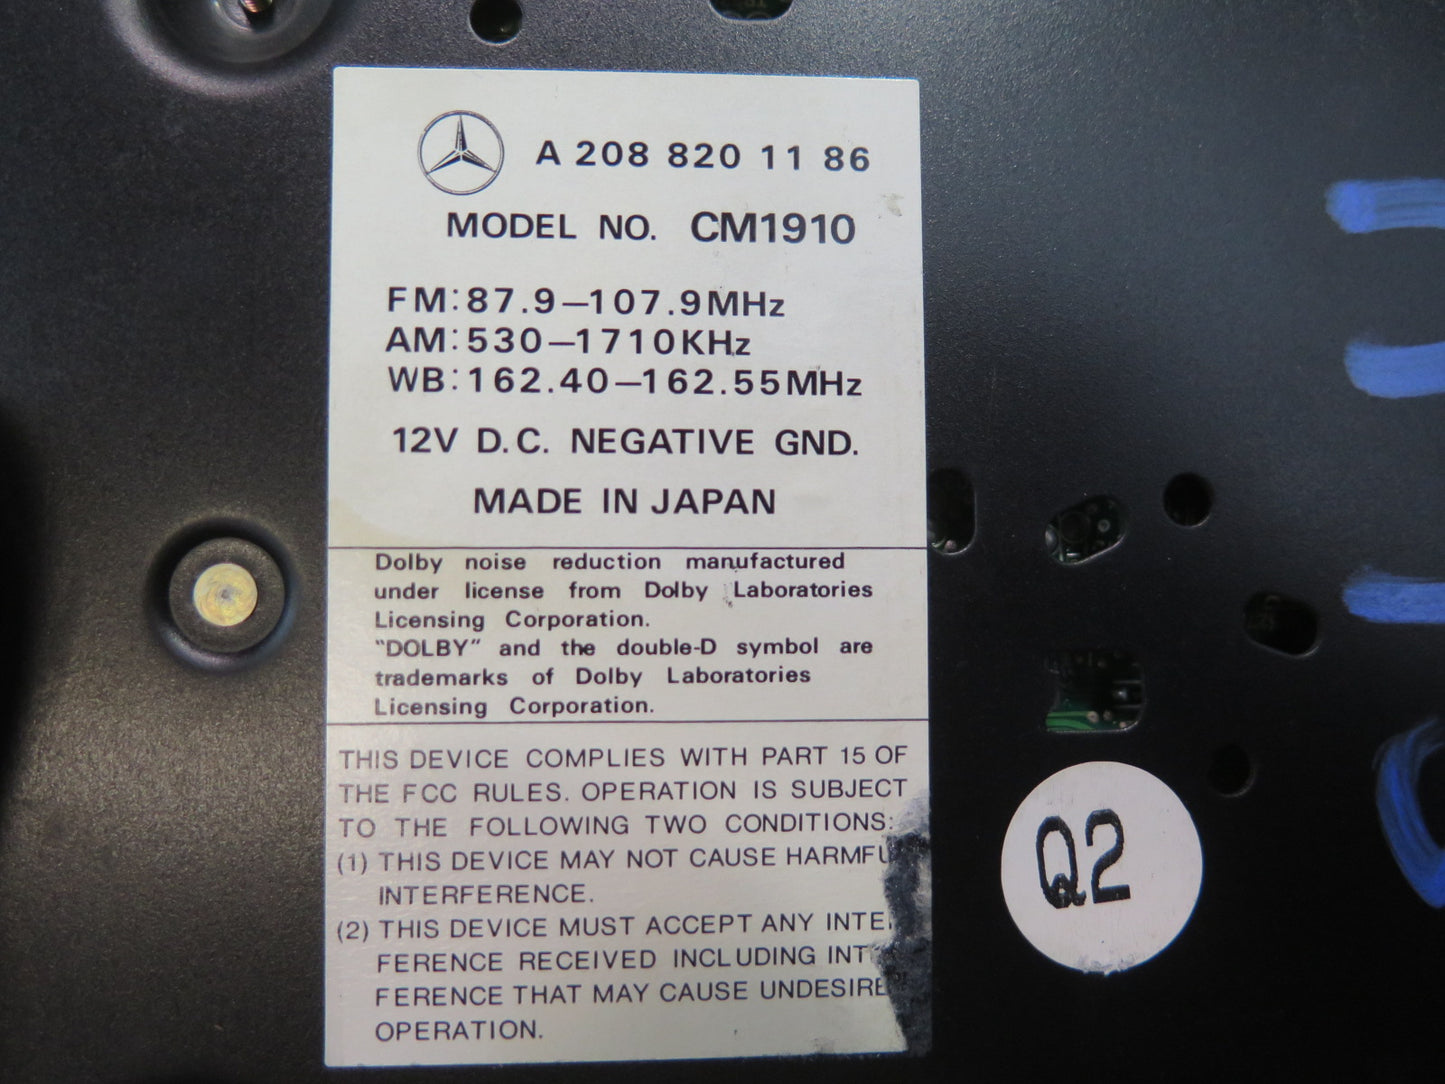 A 208 820 11 86
MODEL NO. CM1910
FM: 87.9–107.9MHz
AM: 530–1710KHz
WB: 162.40–162.55MHz
12V D.C. NEGATIVE GND.
MADE IN JAPAN
Dolby noise reduction manufactured
under license from Dolby Laboratories
Licensing Corporation.
"DOLBY" and the double-D symbol are
trademarks of Dolby Laboratories
Licensing Corporation.
THIS DEVICE COMPLIES WITH PART 15 OF
THE FCC RULES. OPERATION IS SUBJECT
TO THE FOLLOWING TWO CONDITIONS:
(1) THIS DEVICE MAY NOT CAUSE HARMFU
INTERFERENCE.
(2) THIS DEVICE MUST ACCEPT ANY INTE
FERENCE RECEIVED INCLUDING INT
FERENCE THAT MAY CAUSE UNDESIRE
OPERATION.
Q2